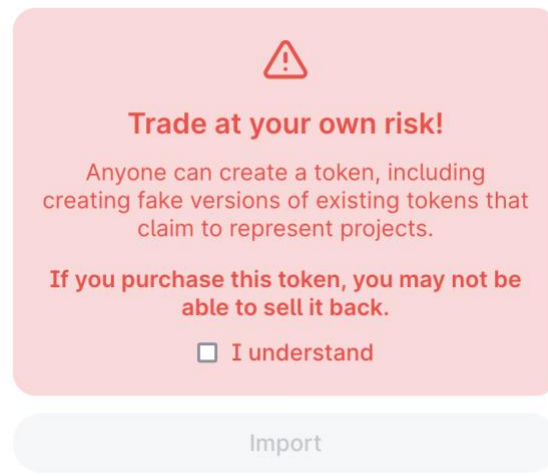 Trade at your own risk!
Anyone can create a token, including
creating fake versions of existing tokens that
claim to represent projects.
If you purchase this token, you may not be
able to sell it back.
I understand
Import